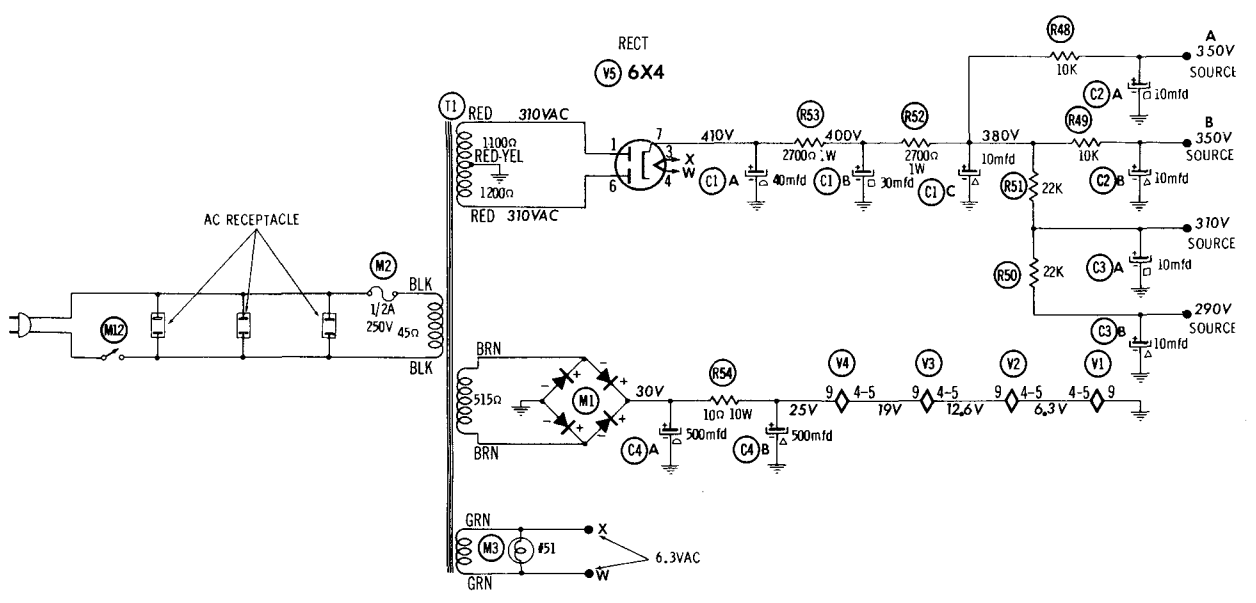 RECT
V5 6X4
T1
RED 310VAC
1100Ω
RED-YEL
1200Ω
RED 310VAC
1
6
7
3
4
X
W
410V
R53
2700Ω 1W
400V
R52
2700Ω
1W
380V
C1 A 40mfd
C1 B 30mfd
C1 C 10mfd
R48
10K
A
350V
SOURCE
C2 A 10mfd
R49
10K
B
350V
SOURCE
C2 B 10mfd
R51
22K
310V
SOURCE
C3 A 10mfd
R50
22K
290V
SOURCE
C3 B 10mfd
AC RECEPTACLE
M12
M2
1/2A
250V
BLK
45Ω
BLK
BRN
515Ω
BRN
M1
- + - +
- + - +
30V
R54
10Ω 10W
C4 A 500mfd
C4 B 500mfd
25V
V4
9 4-5
19V
V3
9 4-5
12.6V
V2
9 4-5
6.3V
V1
4-5 9
GRN
M3
#51
GRN
X
W
6.3VAC